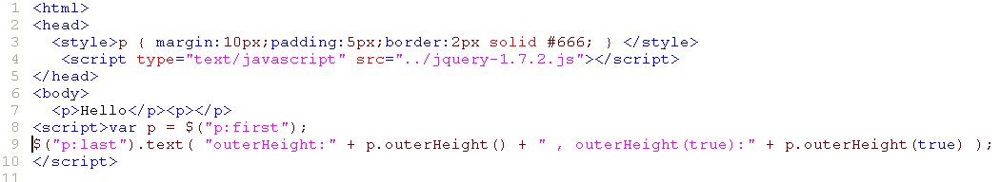 1 <html>
2 <head>
3   <style>p { margin:10px;padding:5px;border:2px solid #666; } </style>
4    <script type="text/javascript" src="../jquery-1.7.2.js"></script>
5 </head>
6 <body>
7   <p>Hello</p><p></p>
8 <script>var p = $("p:first");
9 $("p:last").text( "outerHeight:" + p.outerHeight() + " , outerHeight(true):" + p.outerHeight(true) );
10 </script>
11